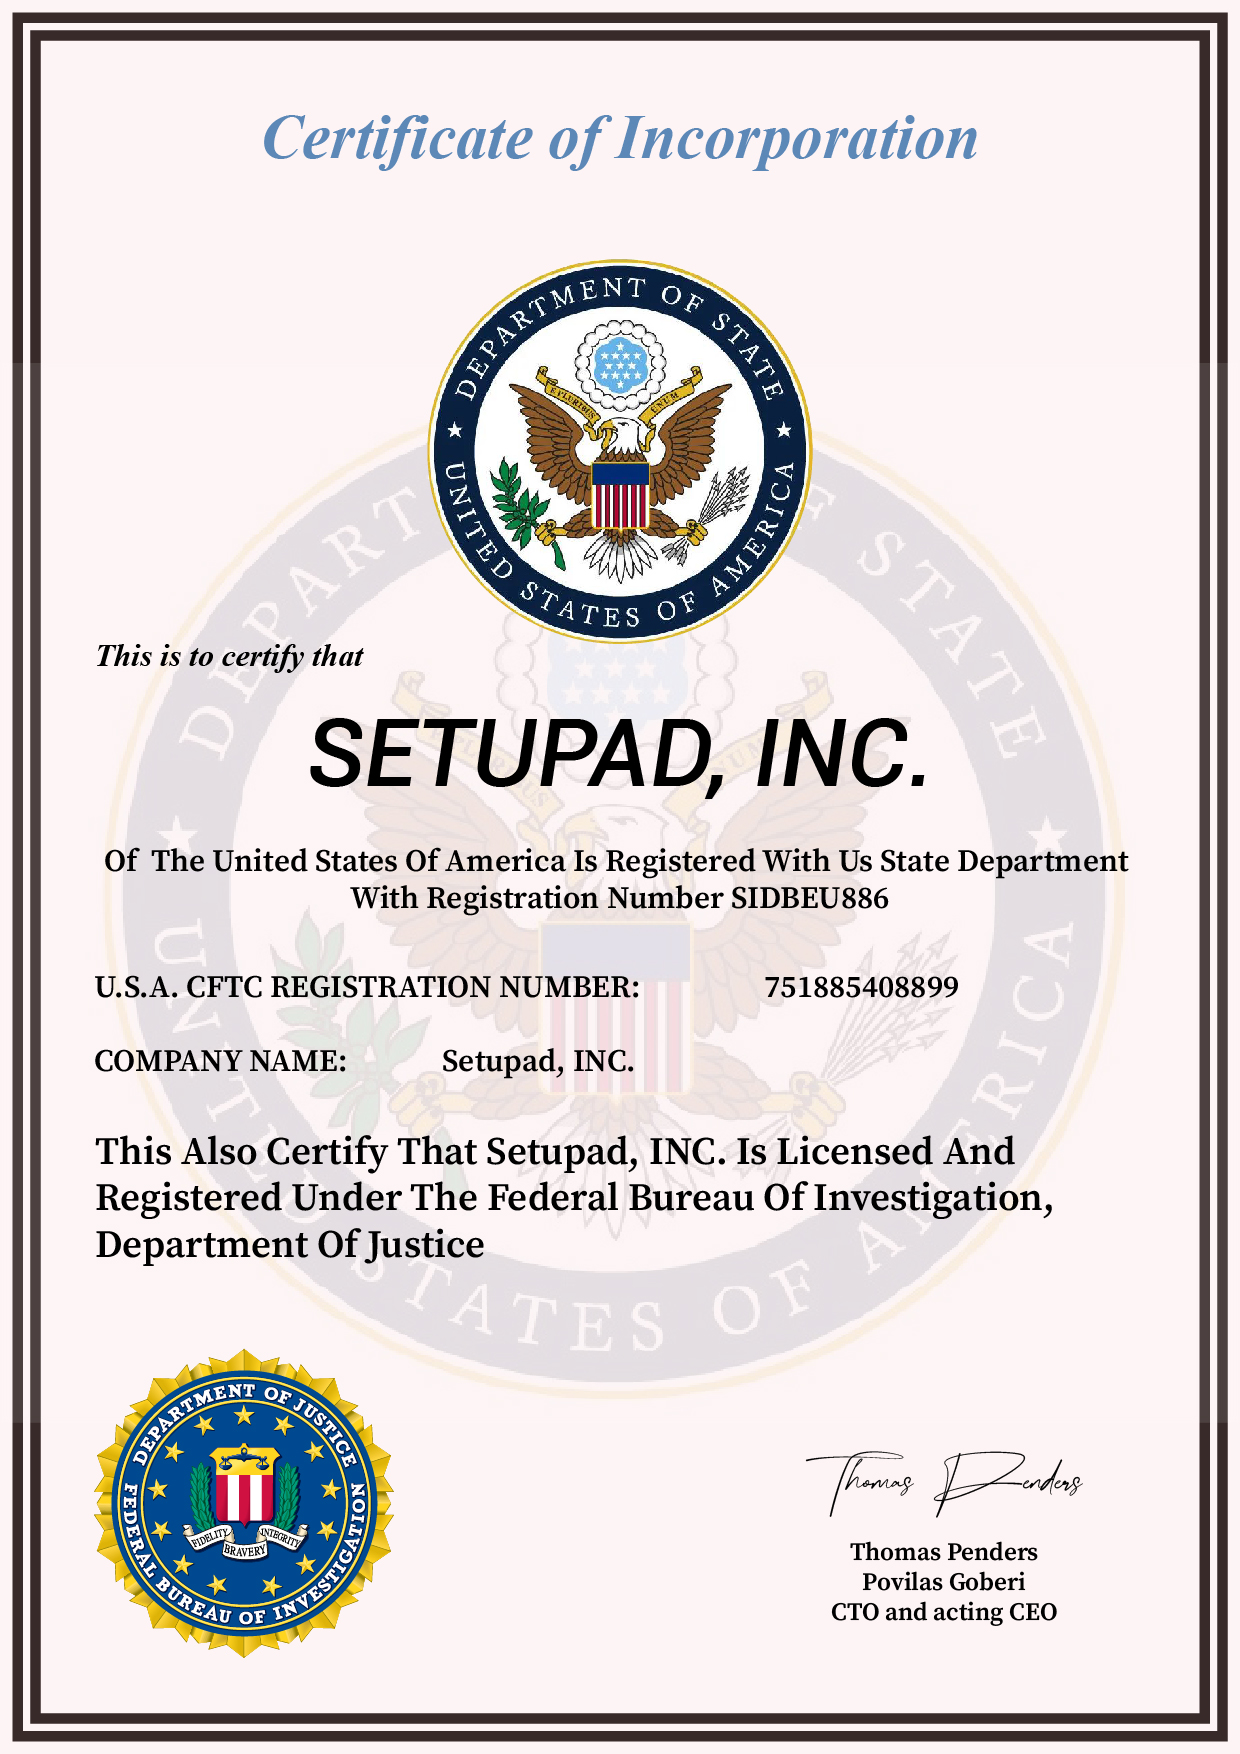 Certificate of Incorporation
DEPARTMENT OF STATE
E PLURIBUS UNUM
UNITED STATES OF AMERICA
This is to certify that
SETUPAD, INC.
Of The United States Of America Is Registered With Us State Department
With Registration Number SIDBEU886
U.S.A. CFTC REGISTRATION NUMBER: 751885408899
COMPANY NAME: Setupad, INC.
This Also Certify That Setupad, INC. Is Licensed And
Registered Under The Federal Bureau Of Investigation,
Department Of Justice
DEPARTMENT OF JUSTICE
FIDELITY BRAVERY INTEGRITY
FEDERAL BUREAU OF INVESTIGATION
Thomas Penders
Thomas Penders
Povilas Goberi
CTO and acting CEO